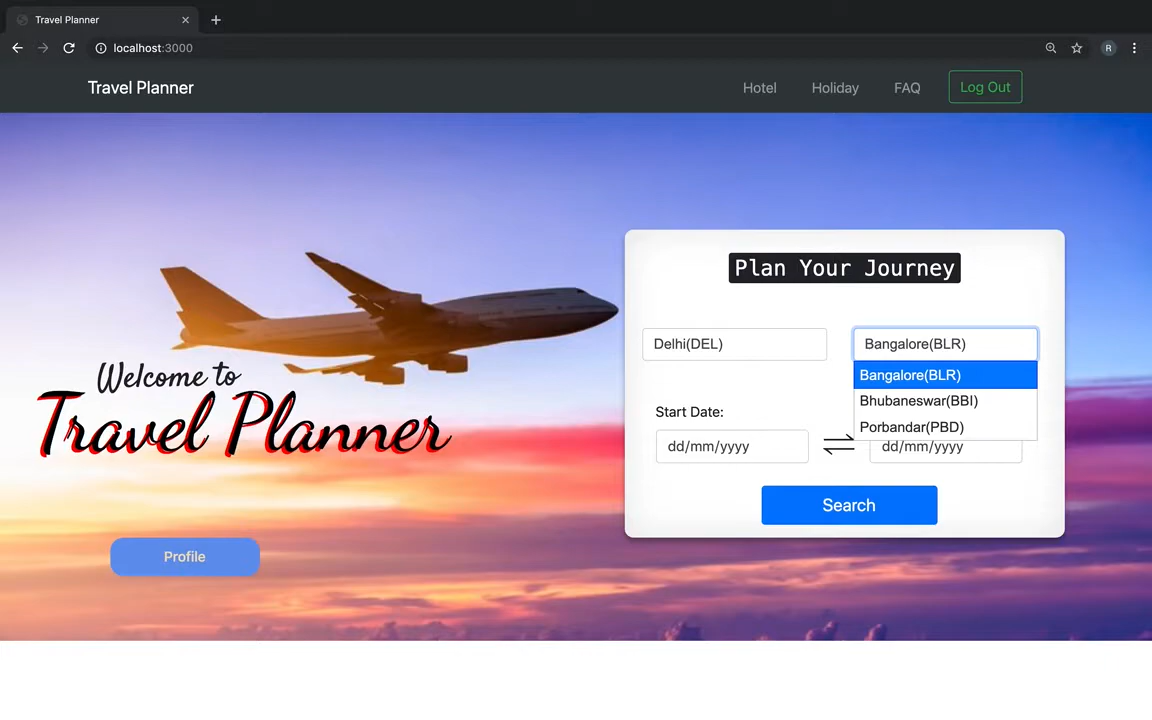 Travel Planner
localhost:3000
R
Travel Planner
Hotel
Holiday
FAQ
Log Out
Plan Your Journey
Delhi(DEL)
Bangalore(BLR)
Bangalore(BLR)
Bhubaneswar(BBI)
Porbandar(PBD)
Start Date:
dd/mm/yyyy
dd/mm/yyyy
Search
Welcome to
Travel Planner
Profile